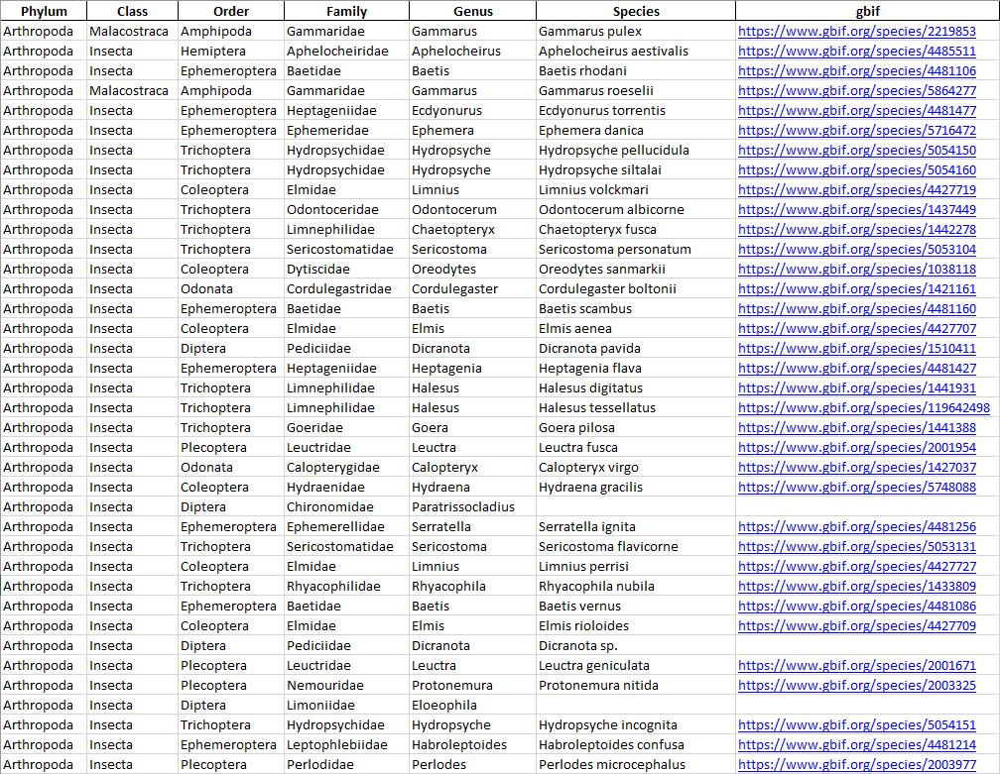 Phylum Class Order Family Genus Species gbif
Arthropoda Malacostraca Amphipoda Gammaridae Gammarus Gammarus pulex https://www.gbif.org/species/2219853
Arthropoda Insecta Hemiptera Aphelocheiridae Aphelocheirus Aphelocheirus aestivalis https://www.gbif.org/species/4485511
Arthropoda Insecta Ephemeroptera Baetidae Baetis Baetis rhodani https://www.gbif.org/species/4481106
Arthropoda Malacostraca Amphipoda Gammaridae Gammarus Gammarus roeselii https://www.gbif.org/species/5864277
Arthropoda Insecta Ephemeroptera Heptageniidae Ecdyonurus Ecdyonurus torrentis https://www.gbif.org/species/4481477
Arthropoda Insecta Ephemeroptera Ephemeridae Ephemera Ephemera danica https://www.gbif.org/species/5716472
Arthropoda Insecta Trichoptera Hydropsychidae Hydropsyche Hydropsyche pellucidula https://www.gbif.org/species/5054150
Arthropoda Insecta Trichoptera Hydropsychidae Hydropsyche Hydropsyche siltalai https://www.gbif.org/species/5054160
Arthropoda Insecta Coleoptera Elmidae Limnius Limnius volckmari https://www.gbif.org/species/4427719
Arthropoda Insecta Trichoptera Odontoceridae Odontocerum Odontocerum albicorne https://www.gbif.org/species/1437449
Arthropoda Insecta Trichoptera Limnephilidae Chaetopteryx Chaetopteryx fusca https://www.gbif.org/species/1442278
Arthropoda Insecta Trichoptera Sericostomatidae Sericostoma Sericostoma personatum https://www.gbif.org/species/5053104
Arthropoda Insecta Coleoptera Dytiscidae Oreodytes Oreodytes sanmarkii https://www.gbif.org/species/1038118
Arthropoda Insecta Odonata Cordulegastridae Cordulegaster Cordulegaster boltonii https://www.gbif.org/species/1421161
Arthropoda Insecta Ephemeroptera Baetidae Baetis Baetis scambus https://www.gbif.org/species/4481160
Arthropoda Insecta Coleoptera Elmidae Elmis Elmis aenea https://www.gbif.org/species/4427707
Arthropoda Insecta Diptera Pediciidae Dicranota Dicranota pavida https://www.gbif.org/species/1510411
Arthropoda Insecta Ephemeroptera Heptageniidae Heptagenia Heptagenia flava https://www.gbif.org/species/4481427
Arthropoda Insecta Trichoptera Limnephilidae Halesus Halesus digitatus https://www.gbif.org/species/1441931
Arthropoda Insecta Trichoptera Limnephilidae Halesus Halesus tessellatus https://www.gbif.org/species/119642498
Arthropoda Insecta Trichoptera Goeridae Goera Goera pilosa https://www.gbif.org/species/1441388
Arthropoda Insecta Plecoptera Leuctridae Leuctra Leuctra fusca https://www.gbif.org/species/2001954
Arthropoda Insecta Odonata Calopterygidae Calopteryx Calopteryx virgo https://www.gbif.org/species/1427037
Arthropoda Insecta Coleoptera Hydraenidae Hydraena Hydraena gracilis https://www.gbif.org/species/5748088
Arthropoda Insecta Diptera Chironomidae Paratrissocladius
Arthropoda Insecta Ephemeroptera Ephemerellidae Serratella Serratella ignita https://www.gbif.org/species/4481256
Arthropoda Insecta Trichoptera Sericostomatidae Sericostoma Sericostoma flavicorne https://www.gbif.org/species/5053131
Arthropoda Insecta Coleoptera Elmidae Limnius Limnius perrisi https://www.gbif.org/species/4427727
Arthropoda Insecta Trichoptera Rhyacophilidae Rhyacophila Rhyacophila nubila https://www.gbif.org/species/1433809
Arthropoda Insecta Ephemeroptera Baetidae Baetis Baetis vernus https://www.gbif.org/species/4481086
Arthropoda Insecta Coleoptera Elmidae Elmis Elmis rioloides https://www.gbif.org/species/4427709
Arthropoda Insecta Diptera Pediciidae Dicranota Dicranota sp.
Arthropoda Insecta Plecoptera Leuctridae Leuctra Leuctra geniculata https://www.gbif.org/species/2001671
Arthropoda Insecta Plecoptera Nemouridae Protonemura Protonemura nitida https://www.gbif.org/species/2003325
Arthropoda Insecta Diptera Limoniidae Eloeophila
Arthropoda Insecta Trichoptera Hydropsychidae Hydropsyche Hydropsyche incognita https://www.gbif.org/species/5054151
Arthropoda Insecta Ephemeroptera Leptophlebiidae Habroleptoides Habroleptoides confusa https://www.gbif.org/species/4481214
Arthropoda Insecta Plecoptera Perlodidae Perlodes Perlodes microcephalus https://www.gbif.org/species/2003977